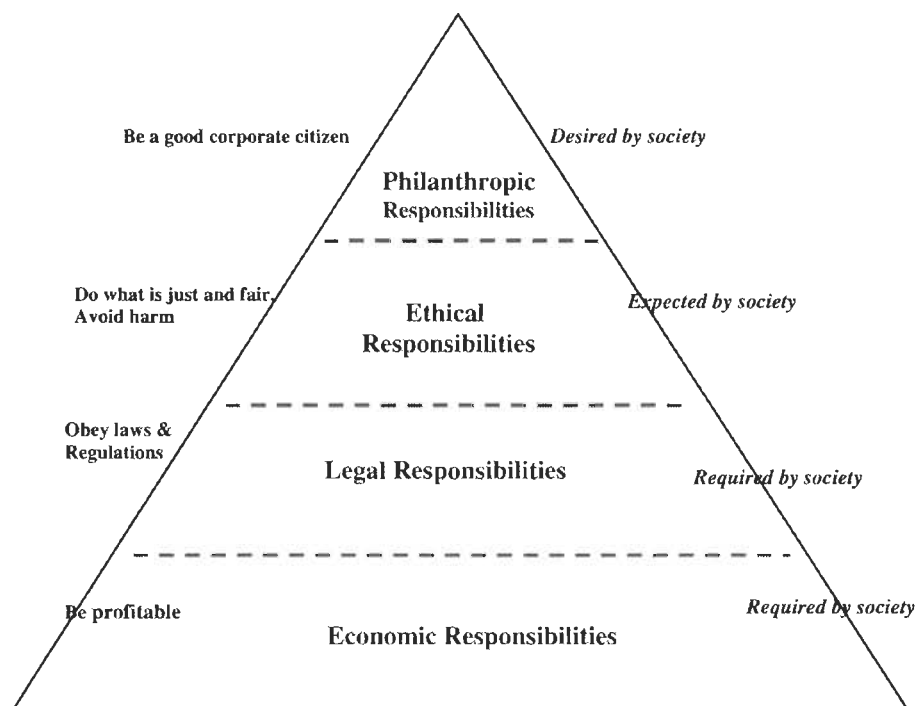 Be a good corporate citizen
Desired by society
Philanthropic
Responsibilities
Do what is just and fair,
Avoid harm
Expected by society
Ethical
Responsibilities
Obey laws &
Regulations
Legal Responsibilities
Required by society
Be profitable
Required by society
Economic Responsibilities